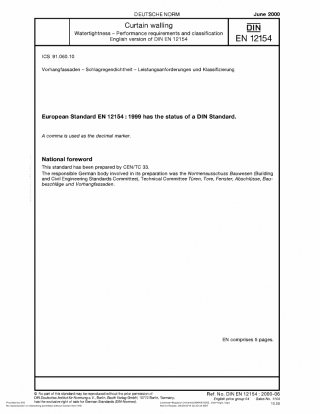 DEUTSCHE NORM
June 2000
Curtain walling
Watertightness – Performance requirements and classification
English version of DIN EN 12154
DIN
EN 12154
ICS 91.060.10
Vorhangfassaden – Schlagregendichtheit – Leistungsanforderungen und Klassifizierung
European Standard EN 12154 : 1999 has the status of a DIN Standard.
A comma is used as the decimal marker.
National foreword
This standard has been prepared by CEN/TC 33.
The responsible German body involved in its preparation was the Normenausschuss Bauwesen (Building
and Civil Engineering Standards Committee), Technical Committee Türen, Tore, Fenster, Abschlüsse, Bau-
beschläge und Vorhangfassaden.
EN comprises 5 pages.
© No part of this standard may be reproduced without the prior permission of
DIN Deutsches Institut für Normung e. V., Berlin. Beuth Verlag GmbH, 10772 Berlin, Germany,
has the exclusive right of sale for German Standards (DIN-Normen).
Ref. No. DIN EN 12154 : 2000-06
English price group 04 Sales No. 1104